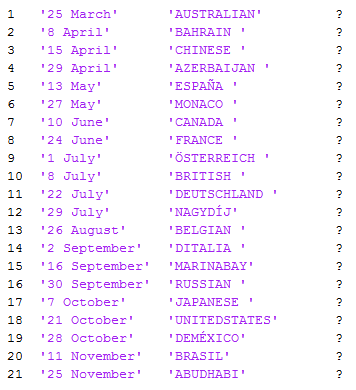 1 '25 March' 'AUSTRALIAN' ?
2 '8 April' 'BAHRAIN ' ?
3 '15 April' 'CHINESE ' ?
4 '29 April' 'AZERBAIJAN ' ?
5 '13 May' 'ESPAÑA ' ?
6 '27 May' 'MONACO ' ?
7 '10 June' 'CANADA ' ?
8 '24 June' 'FRANCE ' ?
9 '1 July' 'ÖSTERREICH ' ?
10 '8 July' 'BRITISH ' ?
11 '22 July' 'DEUTSCHLAND ' ?
12 '29 July' 'NAGYDÍJ' ?
13 '26 August' 'BELGIAN ' ?
14 '2 September' 'DITALIA ' ?
15 '16 September' 'MARINABAY' ?
16 '30 September' 'RUSSIAN ' ?
17 '7 October' 'JAPANESE ' ?
18 '21 October' 'UNITEDSTATES' ?
19 '28 October' 'DEMÉXICO' ?
20 '11 November' 'BRASIL' ?
21 '25 November' 'ABUDHABI' ?